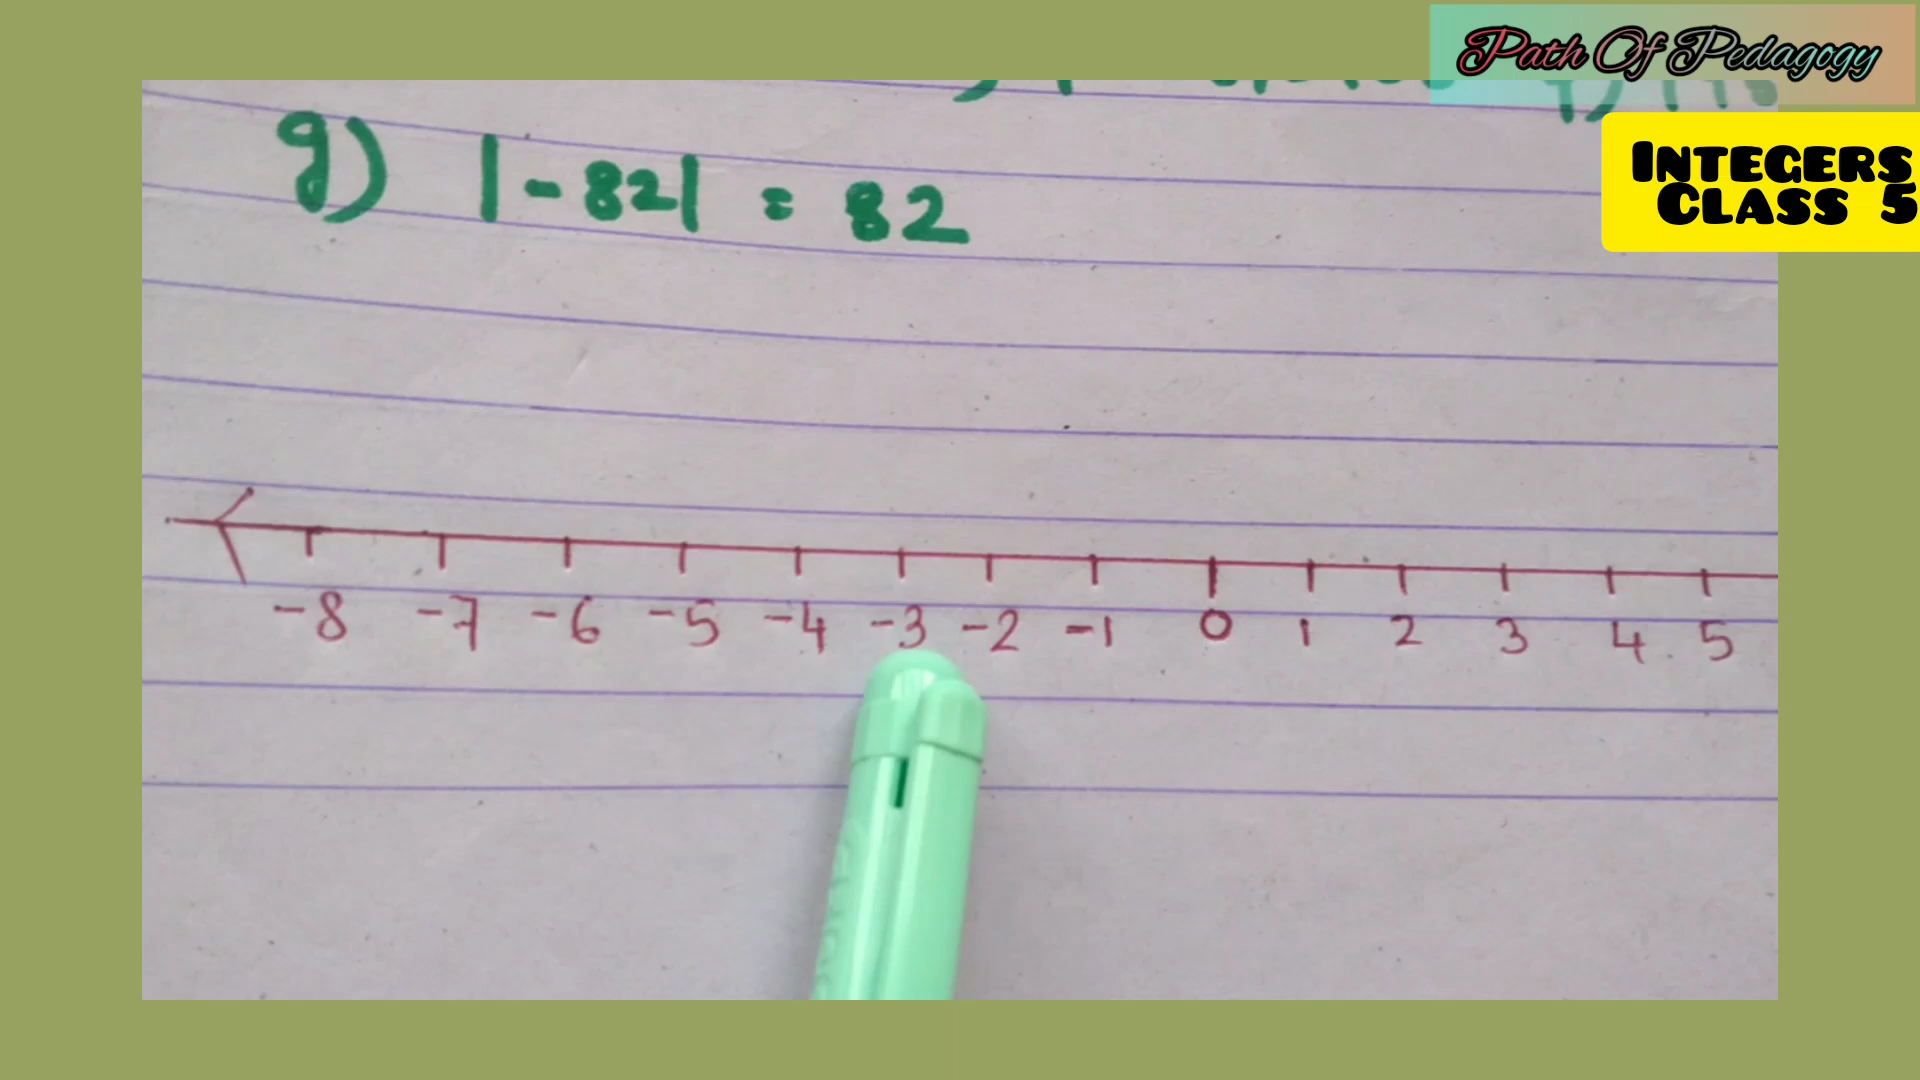 Path Of Pedagogy
INTEGERS
CLASS 5
g) |-82| = 82
-8 -7 -6 -5 -4 -3 -2 -1 0 1 2 3 4 5